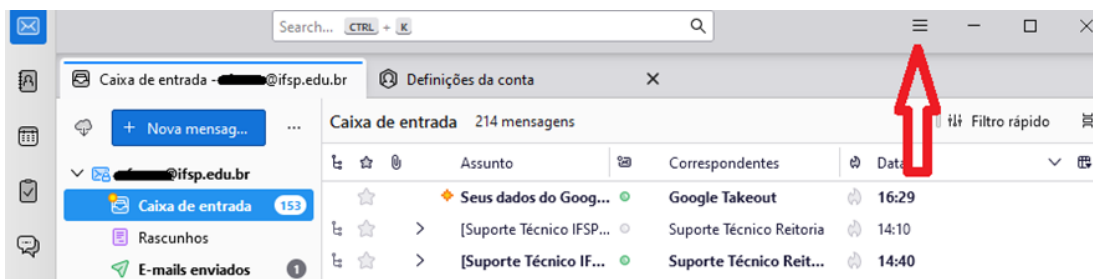 Search... CTRL + K
Caixa de entrada - @ifsp.edu.br Definições da conta
+ Nova mensag... ... Caixa de entrada 214 mensagens Filtro rápido
Assunto Correspondentes Data
@ifsp.edu.br
Caixa de entrada 153 Seus dados do Goog... Google Takeout 16:29
Rascunhos [Suporte Técnico IFSP... Suporte Técnico Reitoria 14:10
E-mails enviados 1 [Suporte Técnico IF... Suporte Técnico Reit... 14:40